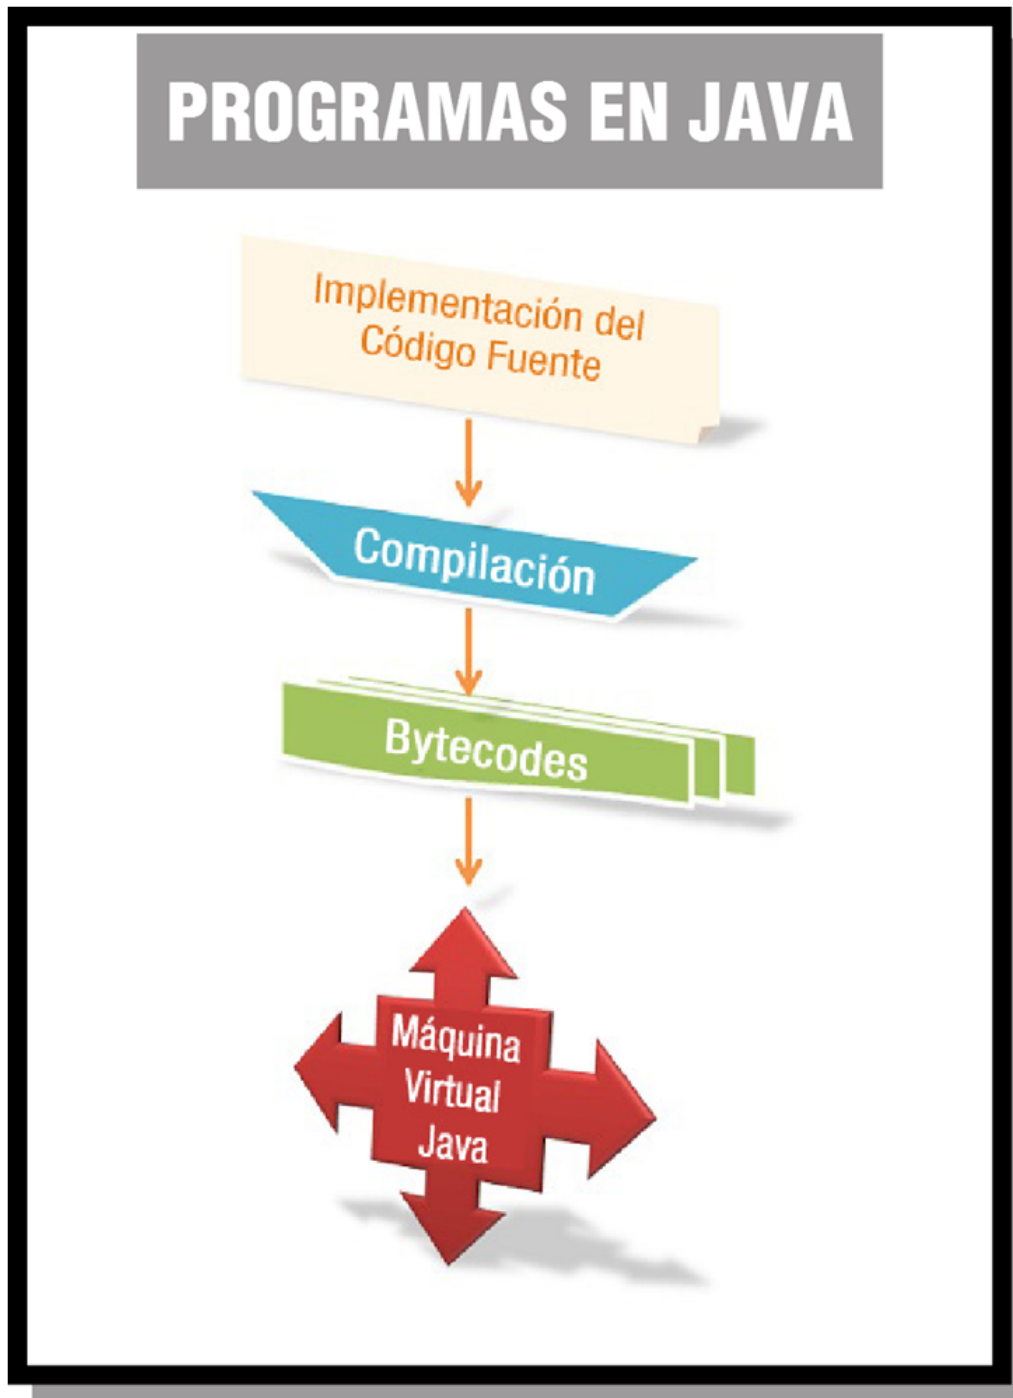 PROGRAMAS EN JAVA
Implementación del
Código Fuente
Compilación
Bytecodes
Máquina
Virtual
Java